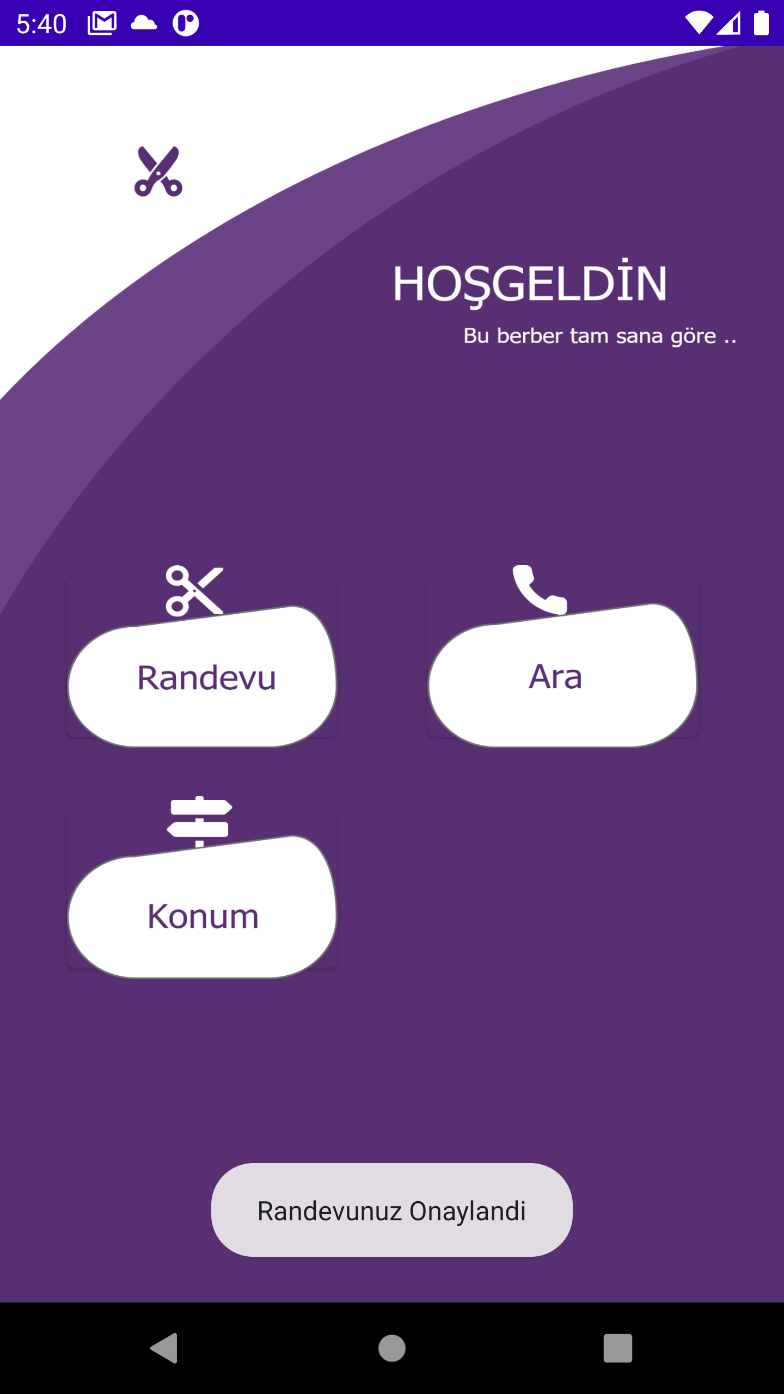 5:40
HOŞGELDİN
Bu berber tam sana göre ..
Randevu
Ara
Konum
Randevunuz Onaylandi